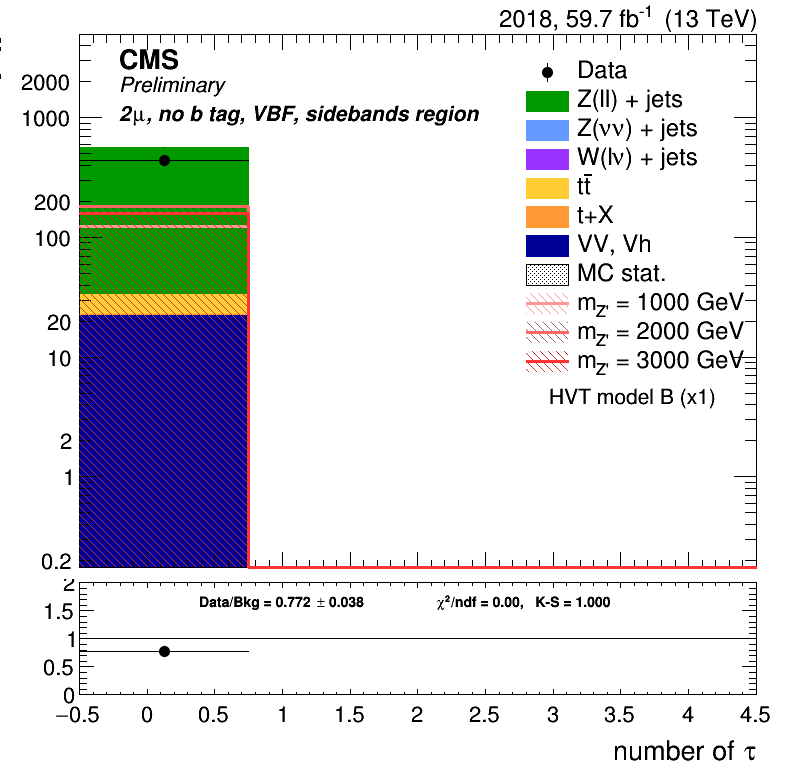 2018, 59.7 fb⁻¹ (13 TeV)
CMS
Preliminary
2μ, no b tag, VBF, sidebands region
Data
Z(ll) + jets
Z(νν) + jets
W(lν) + jets
tt̄
t+X
VV, Vh
MC stat.
m_Z' = 1000 GeV
m_Z' = 2000 GeV
m_Z' = 3000 GeV
HVT model B (x1)
2000
1000
200
100
20
10
2
1
0.2
Data/Bkg = 0.772 ± 0.038 χ²/ndf = 0.00, K-S = 1.000
2
1.5
1
0.5
0
−0.5 0 0.5 1 1.5 2 2.5 3 3.5 4 4.5
number of τ